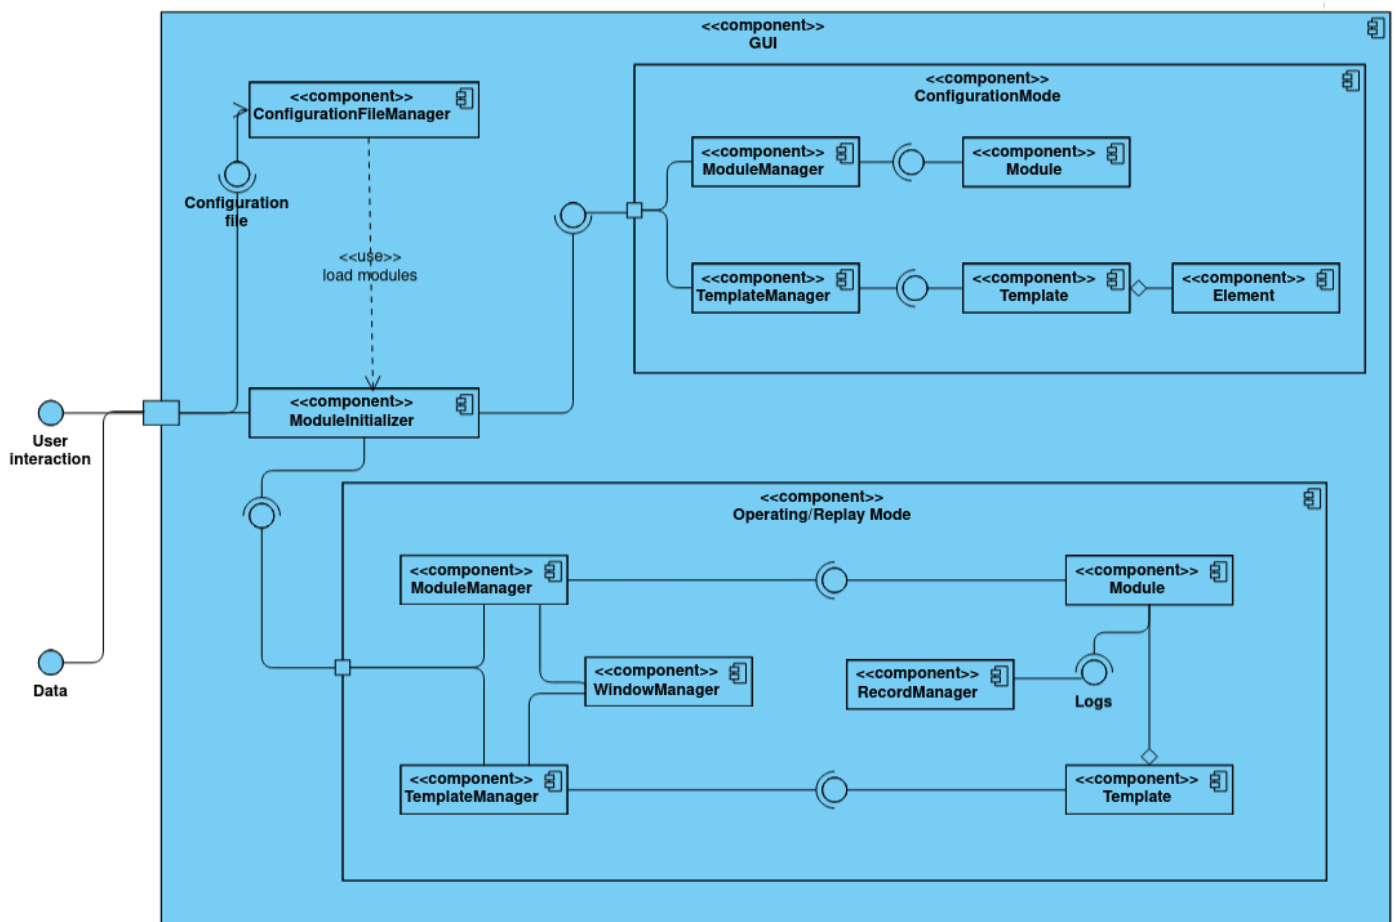 <<component>>
GUI
<<component>>
ConfigurationFileManager
<<component>>
ConfigurationMode
<<component>>
ModuleManager
<<component>>
Module
Configuration
file
<<use>>
load modules
<<component>>
TemplateManager
<<component>>
Template
<<component>>
Element
<<component>>
ModuleInitializer
User
interaction
<<component>>
Operating/Replay Mode
<<component>>
ModuleManager
<<component>>
Module
<<component>>
WindowManager
<<component>>
RecordManager
Logs
Data
<<component>>
TemplateManager
<<component>>
Template